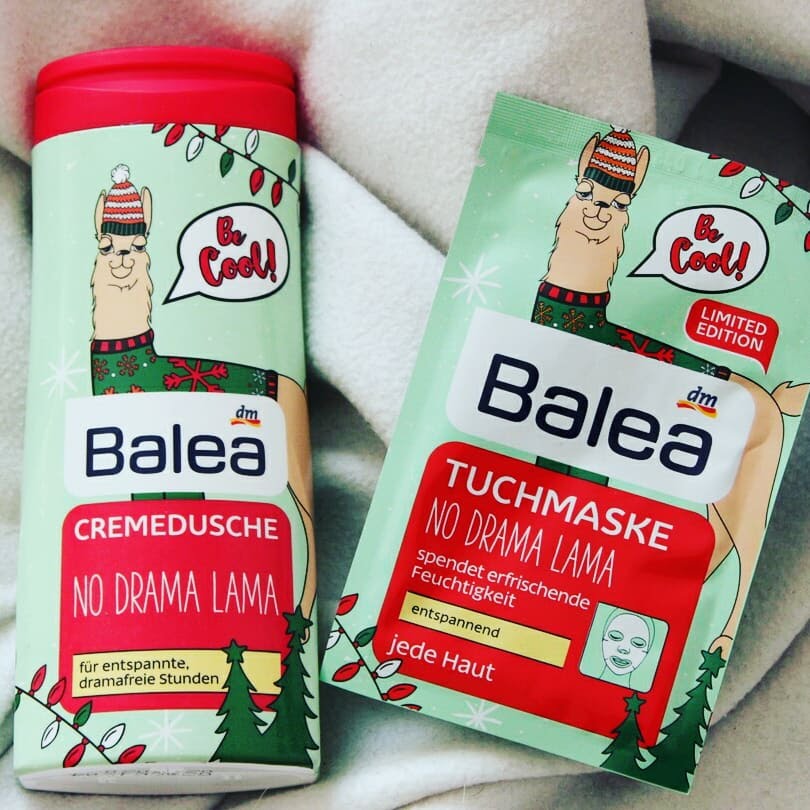 Be
Cool!
dm
Balea
CREMEDUSCHE
NO DRAMA LAMA
für entspannte,
dramafreie Stunden
Be
Cool!
LIMITED
EDITION
dm
Balea
TUCHMASKE
NO DRAMA LAMA
spendet erfrischende
Feuchtigkeit
entspannend
jede Haut